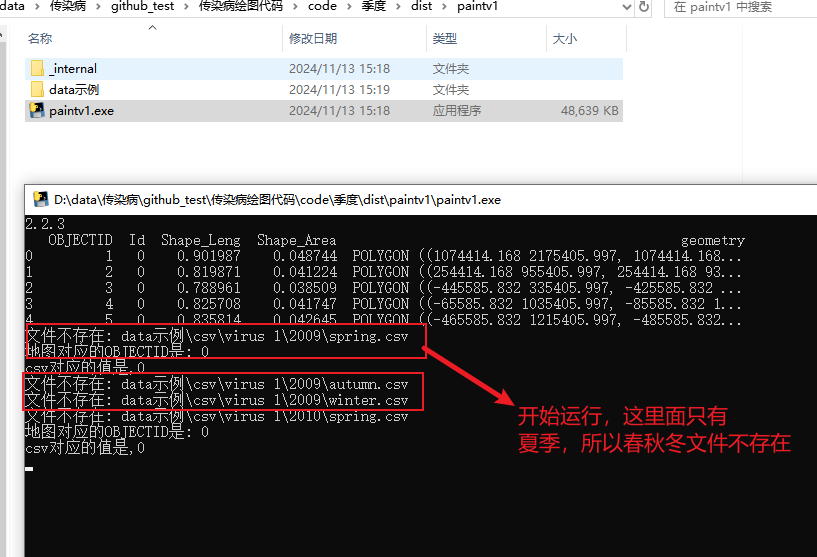 data › 传染病 › github_test › 传染病绘图代码 › code › 季度 › dist › paintv1
在 paintv1 中搜索
名称 修改日期 类型 大小
_internal 2024/11/13 15:18 文件夹
data示例 2024/11/13 15:19 文件夹
paintv1.exe 2024/11/13 15:18 应用程序 48,639 KB
D:\data\传染病\github_test\传染病绘图代码\code\季度\dist\paintv1\paintv1.exe
2.2.3
OBJECTID Id Shape_Leng Shape_Area geometry
0 1 0 0.901987 0.048744 POLYGON ((1074414.168 2175405.997, 1074414.168...
1 2 0 0.819871 0.041224 POLYGON ((254414.168 955405.997, 254414.168 93...
2 3 0 0.788961 0.038509 POLYGON ((-445585.832 335405.997, -425585.832 ...
3 4 0 0.825708 0.041747 POLYGON ((-65585.832 1035405.997, -85585.832 1...
4 5 0 0.835814 0.042645 POLYGON ((-465585.832 1215405.997, -485585.832...
文件不存在: data示例\csv\virus 1\2009\spring.csv
地图对应的OBJECTID是: 0
csv对应的值是,0
文件不存在: data示例\csv\virus 1\2009\autumn.csv
文件不存在: data示例\csv\virus 1\2009\winter.csv
文件不存在: data示例\csv\virus 1\2010\spring.csv
地图对应的OBJECTID是: 0
csv对应的值是,0
开始运行，这里面只有
夏季，所以春秋冬文件不存在